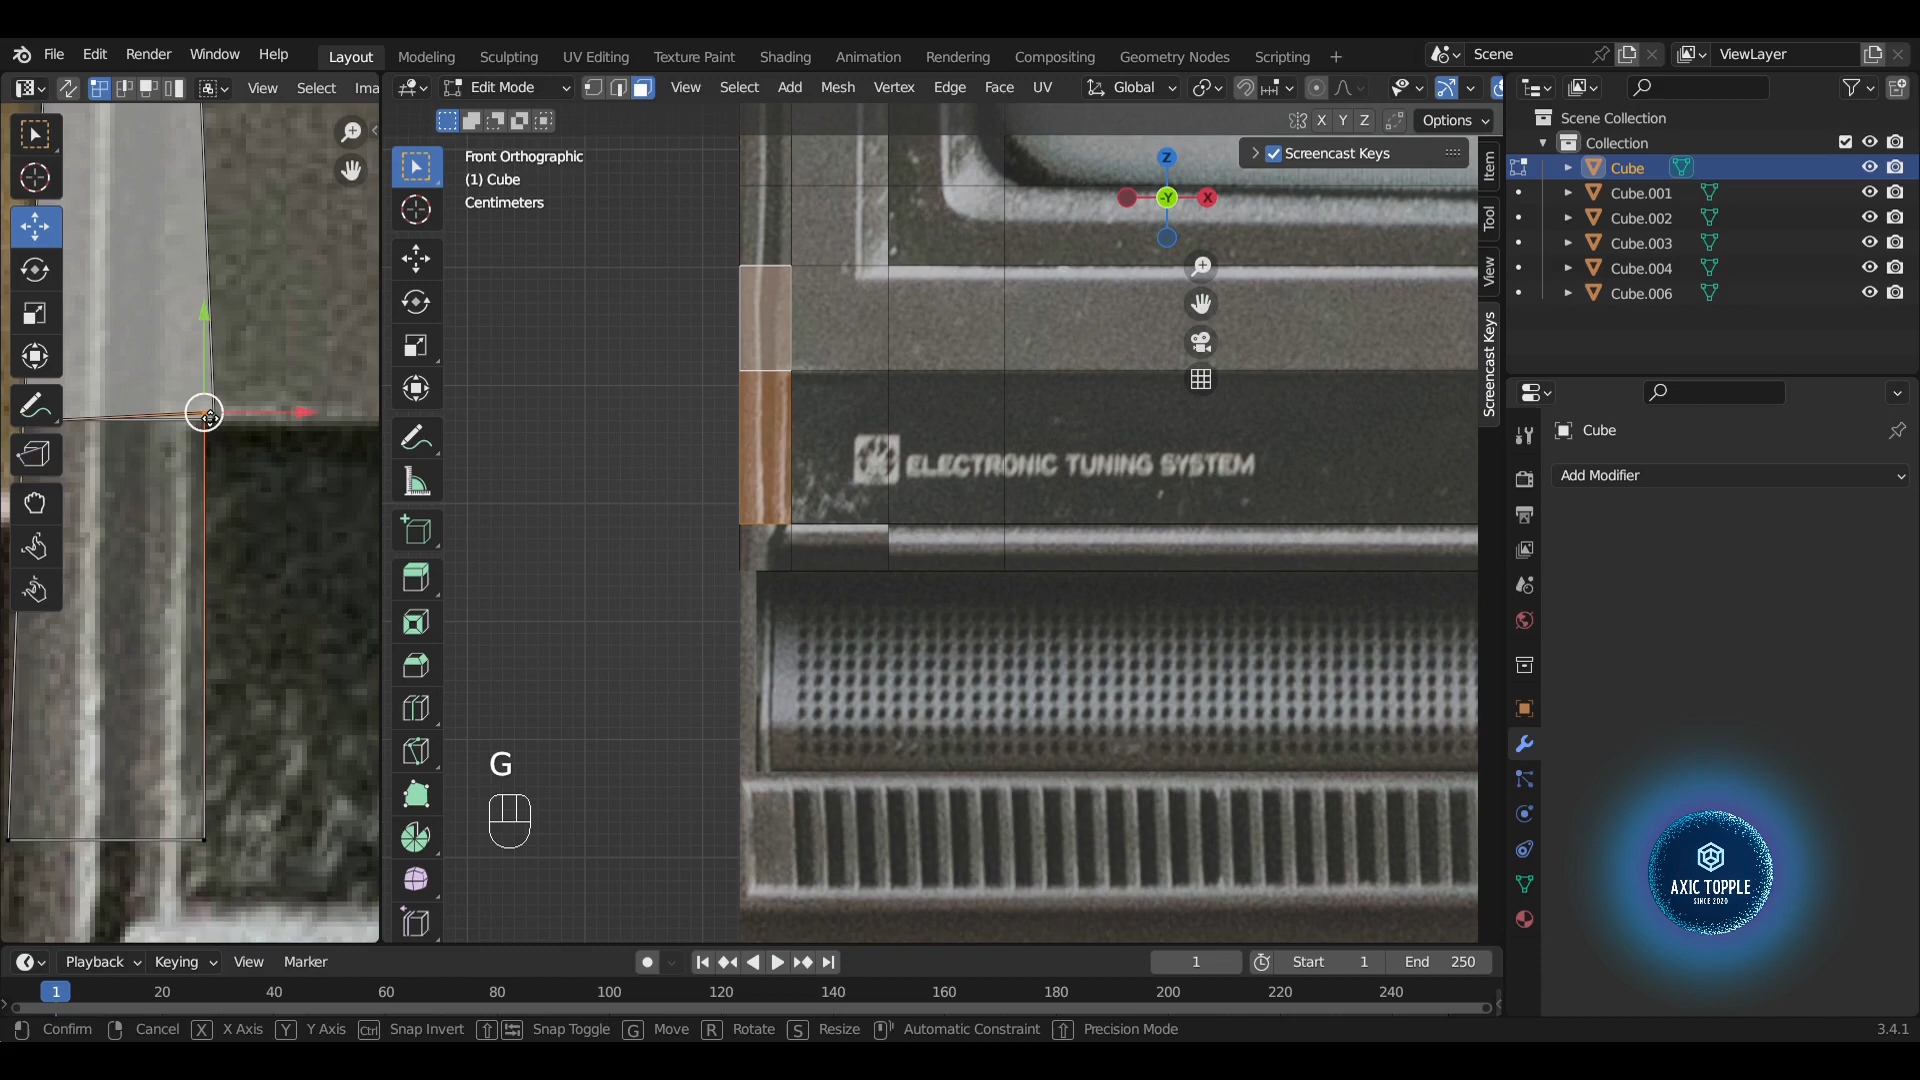 File Edit Render Window Help Layout Modeling Sculpting UV Editing Texture Paint Shading Animation Rendering Compositing Geometry Nodes Scripting + Scene ViewLayer
View Select Ima Edit Mode View Select Add Mesh Vertex Edge Face UV Global
X Y Z Options
Front Orthographic
(1) Cube
Centimeters
Screencast Keys
Z
-Y
X
Item
Tool
View
Screencast Keys
Scene Collection
Collection
Cube
Cube.001
Cube.002
Cube.003
Cube.004
Cube.006
Cube
Add Modifier
ELECTRONIC TUNING SYSTEM
G
AXIC TOPPLE
SINCE 2020
Playback Keying View Marker 1 Start 1 End 250
1 20 40 60 80 100 120 140 160 180 200 220 240
Confirm Cancel X X Axis Y Y Axis Ctrl Snap Invert Snap Toggle G Move R Rotate S Resize Automatic Constraint Precision Mode 3.4.1